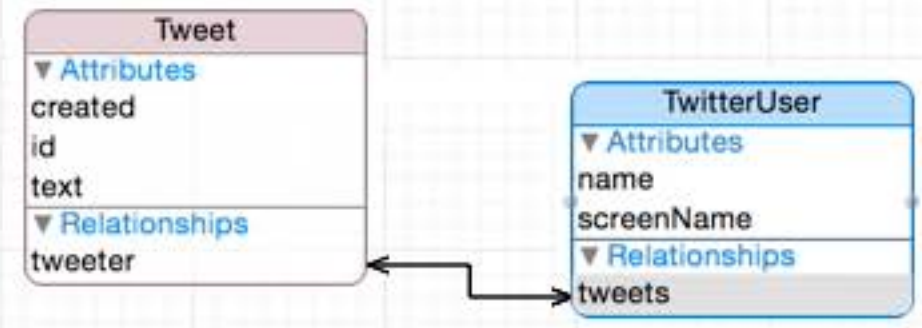 Tweet
Attributes
created
id
text
Relationships
tweeter
TwitterUser
Attributes
name
screenName
Relationships
tweets